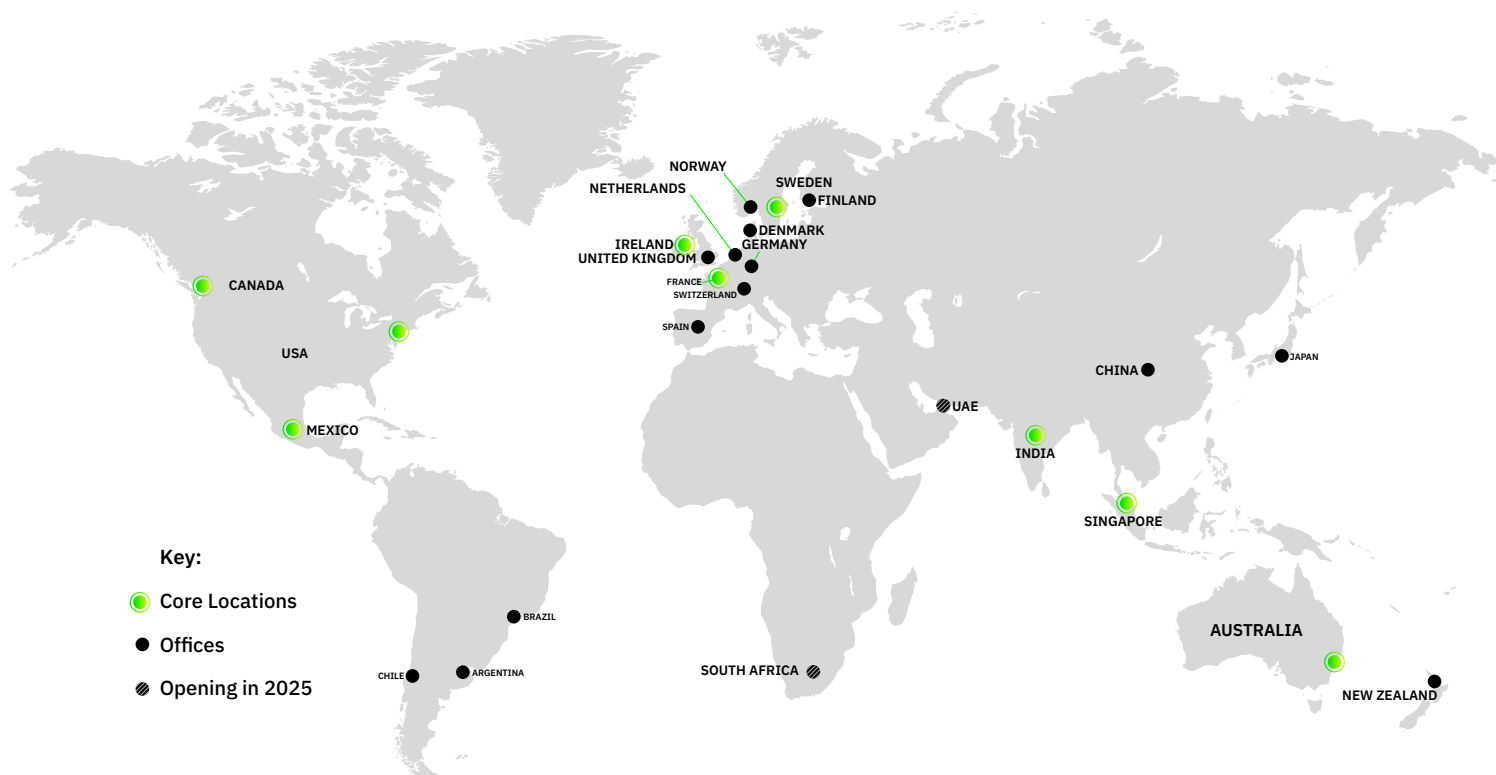 NORWAY
SWEDEN
NETHERLANDS
FINLAND
DENMARK
IRELAND
GERMANY
UNITED KINGDOM
FRANCE
CANADA
SWITZERLAND
SPAIN
USA
JAPAN
CHINA
UAE
MEXICO
INDIA
SINGAPORE
Key:
Core Locations
BRAZIL
AUSTRALIA
Offices
SOUTH AFRICA
CHILE
ARGENTINA
Opening in 2025
NEW ZEALAND